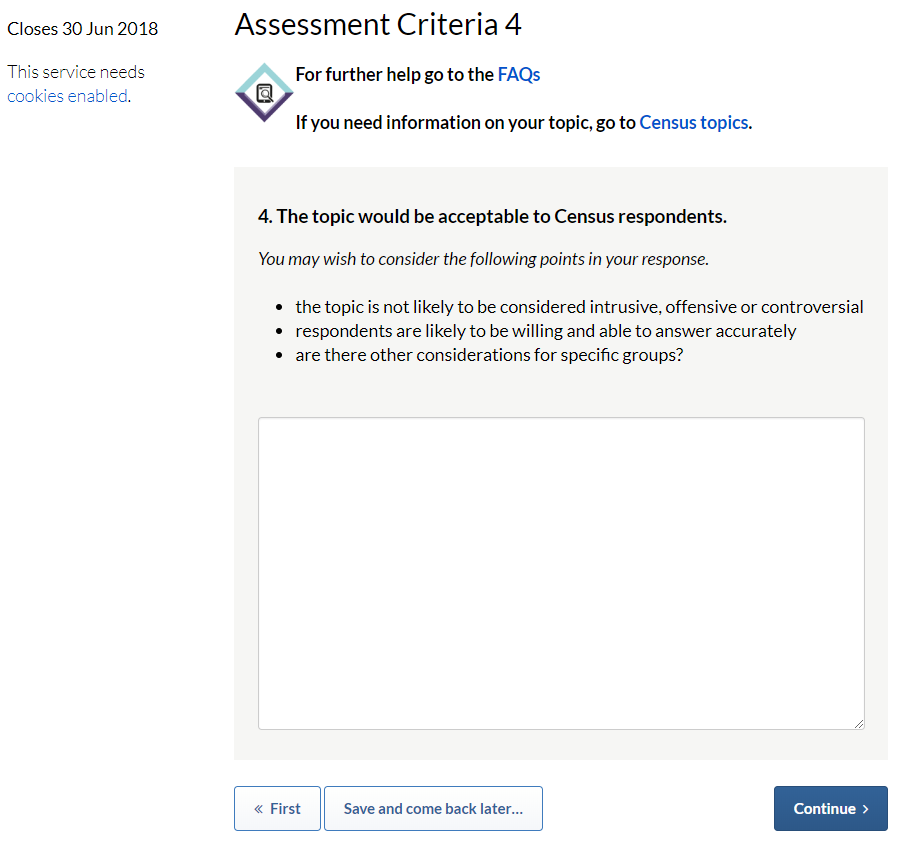 Closes 30 Jun 2018
This service needs
cookies enabled.
Assessment Criteria 4
For further help go to the FAQs
If you need information on your topic, go to Census topics.
4. The topic would be acceptable to Census respondents.
You may wish to consider the following points in your response.
• the topic is not likely to be considered intrusive, offensive or controversial
• respondents are likely to be willing and able to answer accurately
• are there other considerations for specific groups?
« First
Save and come back later...
Continue >